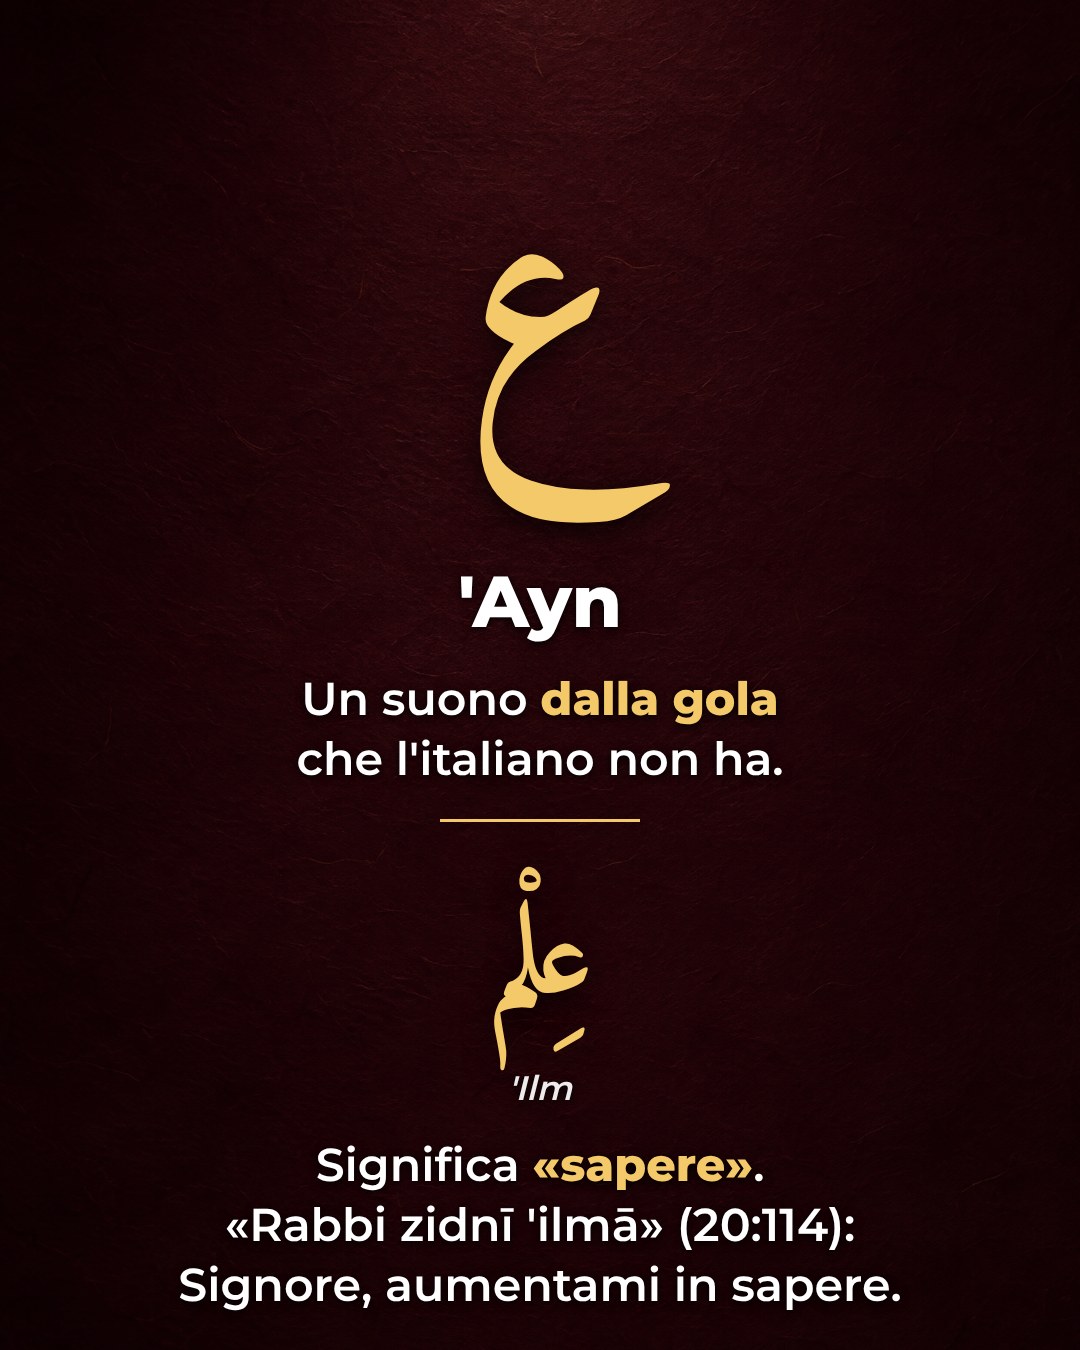 ع
'Ayn
Un suono dalla gola
che l'italiano non ha.
عِلْم
'Ilm
Significa «sapere».
«Rabbi zidnī 'ilmā» (20:114):
Signore, aumentami in sapere.